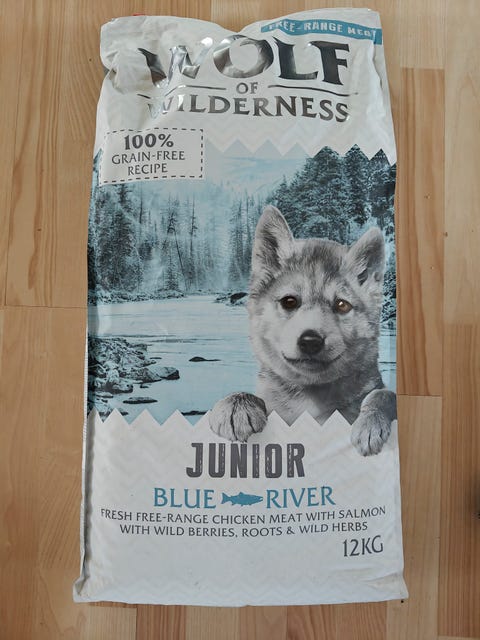 FREE-RANGE MEAT
WOLF
OF
WILDERNESS
100%
GRAIN-FREE
RECIPE
JUNIOR
BLUE RIVER
FRESH FREE-RANGE CHICKEN MEAT WITH SALMON
WITH WILD BERRIES, ROOTS & WILD HERBS
12KG